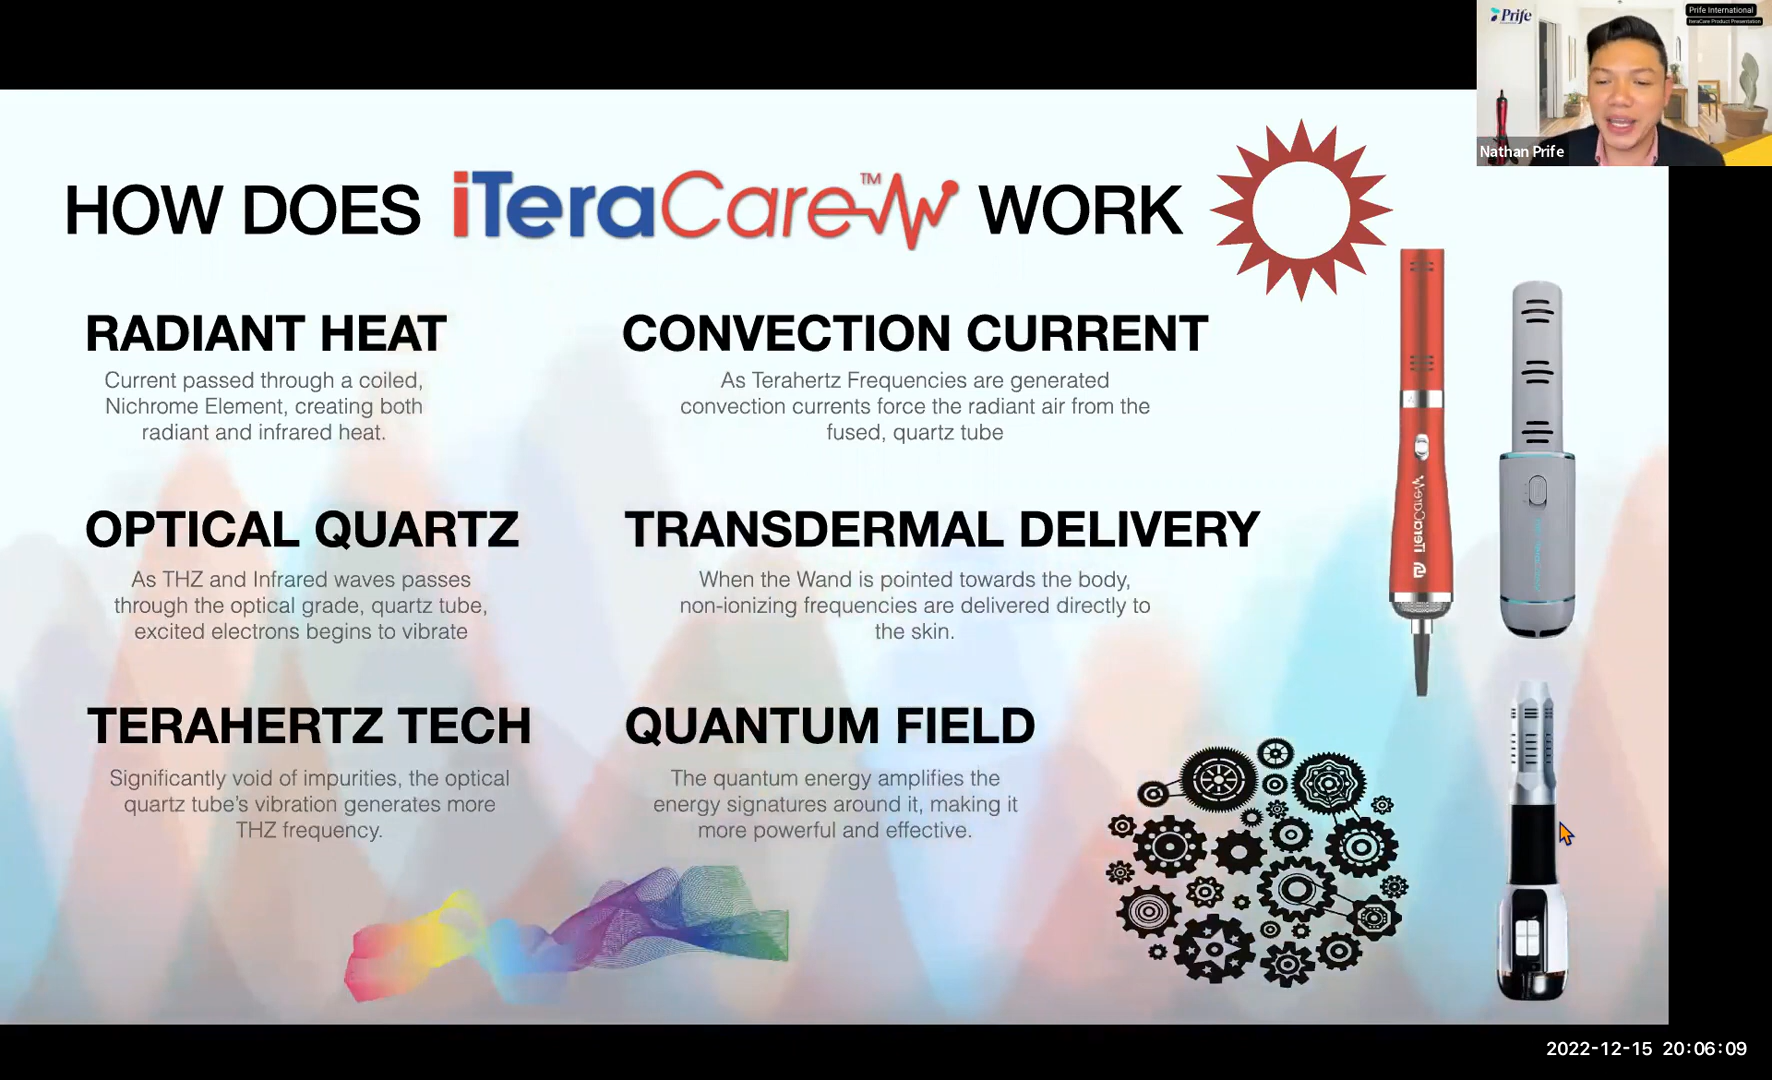 Prife
Prife International
iteraCare Product Presentation
Nathan Prife
HOW DOES iTeraCare™ WORK
RADIANT HEAT
Current passed through a coiled,
Nichrome Element, creating both
radiant and infrared heat.
CONVECTION CURRENT
As Terahertz Frequencies are generated
convection currents force the radiant air from the
fused, quartz tube
OPTICAL QUARTZ
As THZ and Infrared waves passes
through the optical grade, quartz tube,
excited electrons begins to vibrate
TRANSDERMAL DELIVERY
When the Wand is pointed towards the body,
non-ionizing frequencies are delivered directly to
the skin.
TERAHERTZ TECH
Significantly void of impurities, the optical
quartz tube's vibration generates more
THZ frequency.
QUANTUM FIELD
The quantum energy amplifies the
energy signatures around it, making it
more powerful and effective.
iTeraCare
2022-12-15 20:06:09